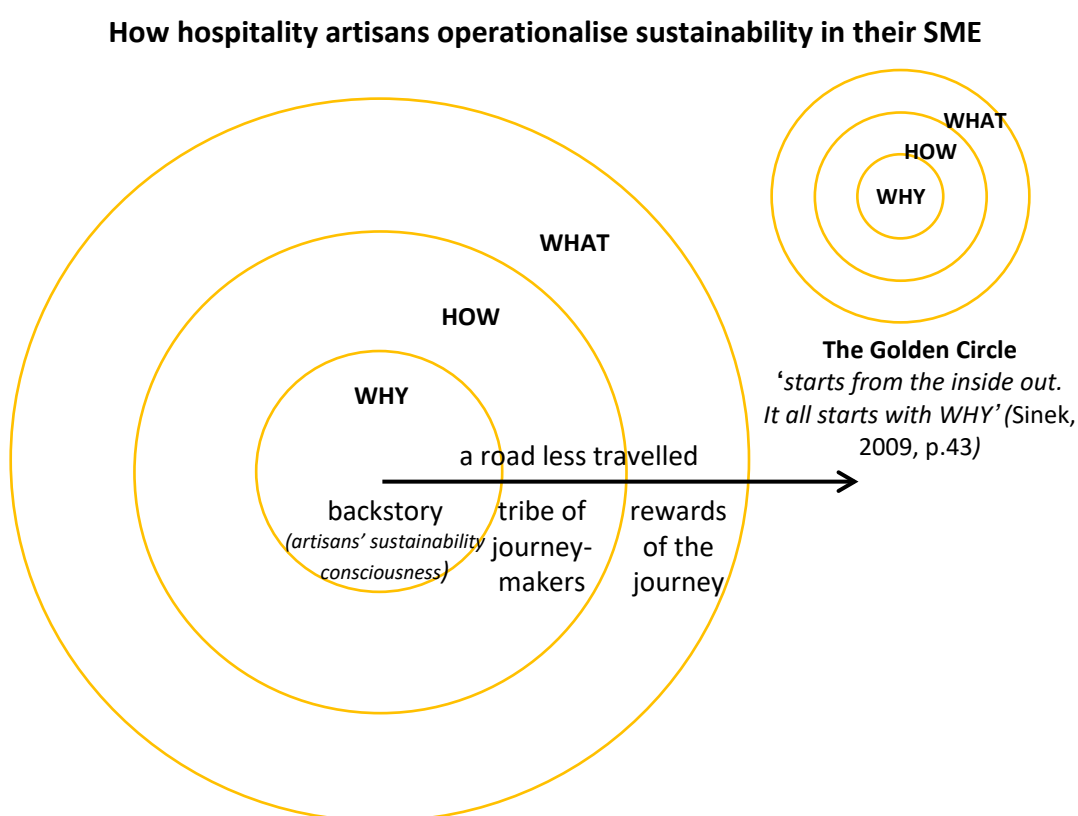 How hospitality artisans operationalise sustainability in their SME
WHAT
HOW
WHY
WHAT
HOW
WHY
The Golden Circle
‘starts from the inside out.
It all starts with WHY’ (Sinek,
2009, p.43)
a road less travelled
backstory
(artisans’ sustainability
consciousness)
tribe of
journey-
makers
rewards
of the
journey